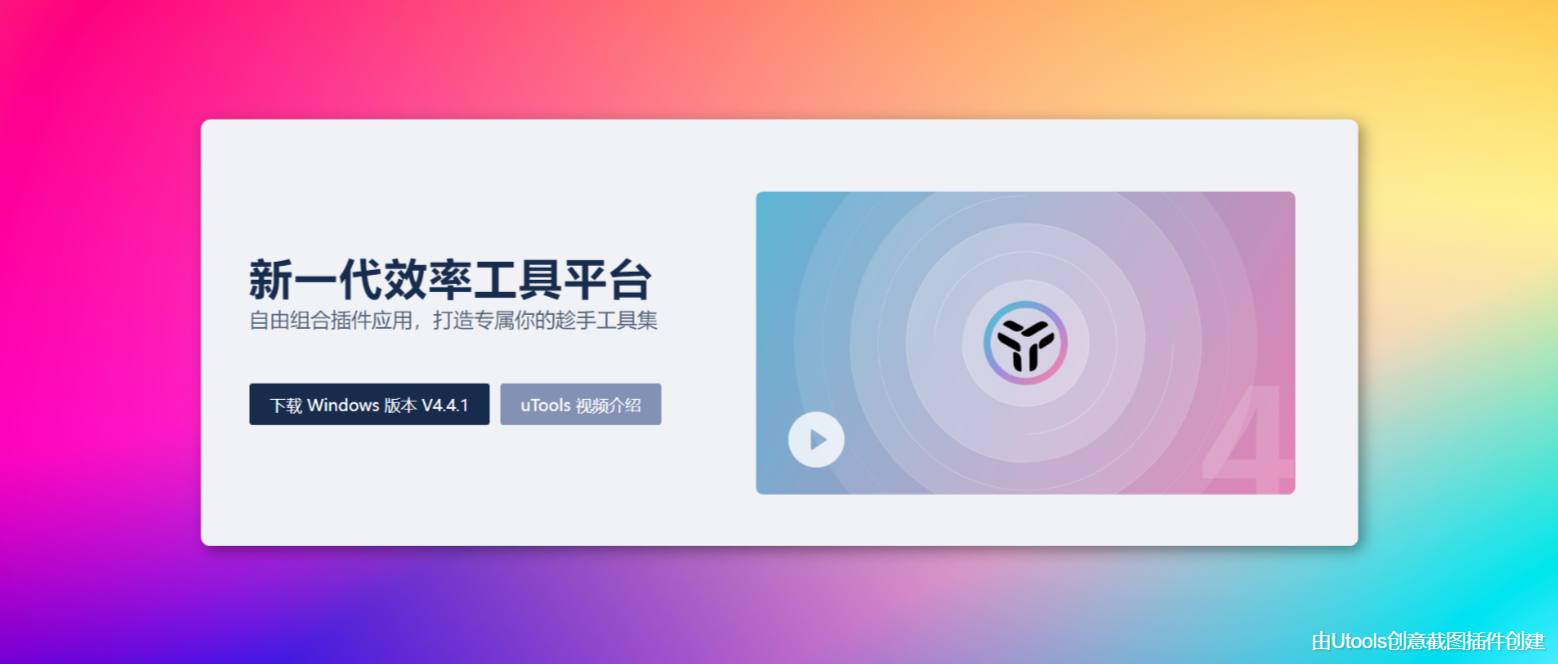 新一代效率工具平台
自由组合插件应用，打造专属你的趁手工具集
下载 Windows 版本 V4.4.1
uTools 视频介绍
4
由Utools创意截图插件创建